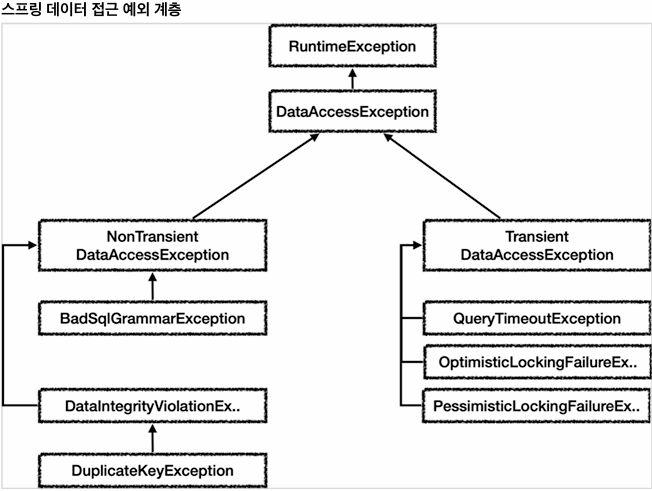 스프링 데이터 접근 예외 계층
RuntimeException
DataAccessException
NonTransient
DataAccessException
Transient
DataAccessException
BadSqlGrammarException
QueryTimeoutException
OptimisticLockingFailureEx..
DataIntegrityViolationEx..
PessimisticLockingFailureEx..
DuplicateKeyException